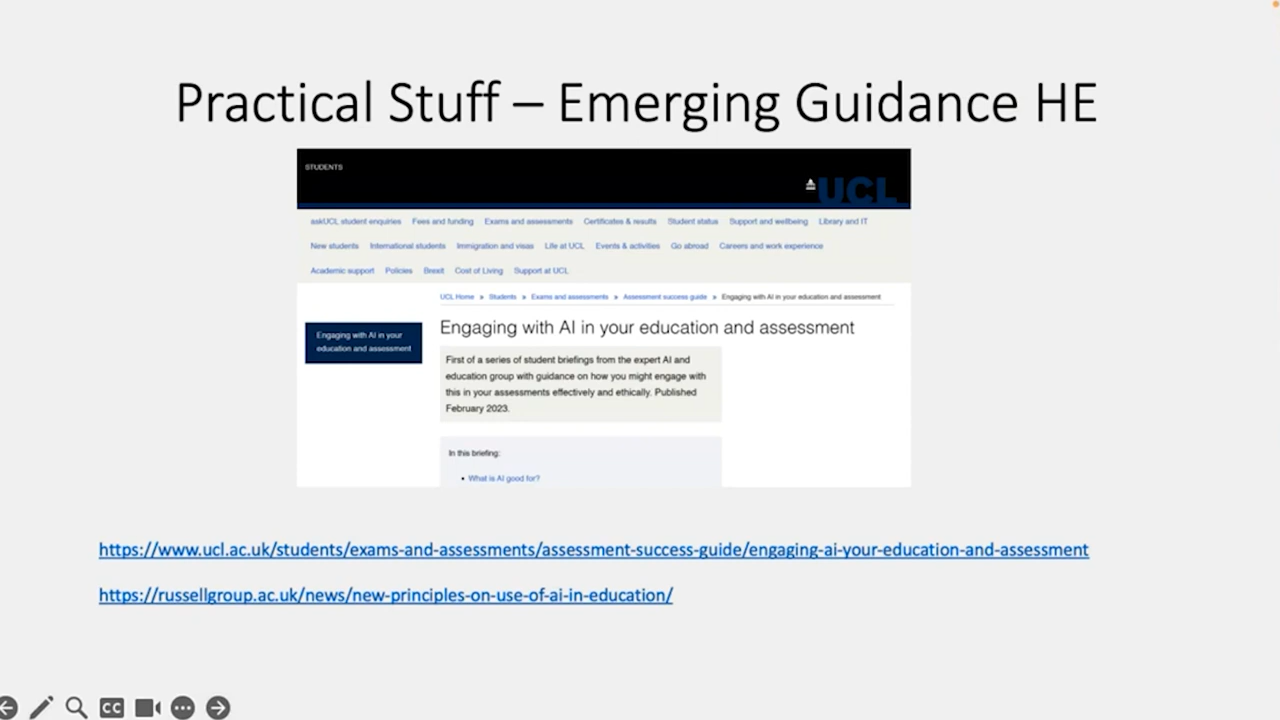 Practical Stuff – Emerging Guidance HE
STUDENTS
UCL
askUCL student enquiries Fees and funding Exams and assessments Certificates & results Student status Support and wellbeing Library and IT
New students International students Immigration and visas Life at UCL Events & activities Go abroad Careers and work experience
Academic support Policies Brexit Cost of Living Support at UCL
UCL Home » Students » Exams and assessments » Assessment success guide » Engaging with AI in your education and assessment
Engaging with AI in your
education and assessment
Engaging with AI in your education and assessment
First of a series of student briefings from the expert AI and
education group with guidance on how you might engage with
this in your assessments effectively and ethically. Published
February 2023.
In this briefing:
• What is AI good for?
https://www.ucl.ac.uk/students/exams-and-assessments/assessment-success-guide/engaging-ai-your-education-and-assessment
https://russellgroup.ac.uk/news/new-principles-on-use-of-ai-in-education/
CC